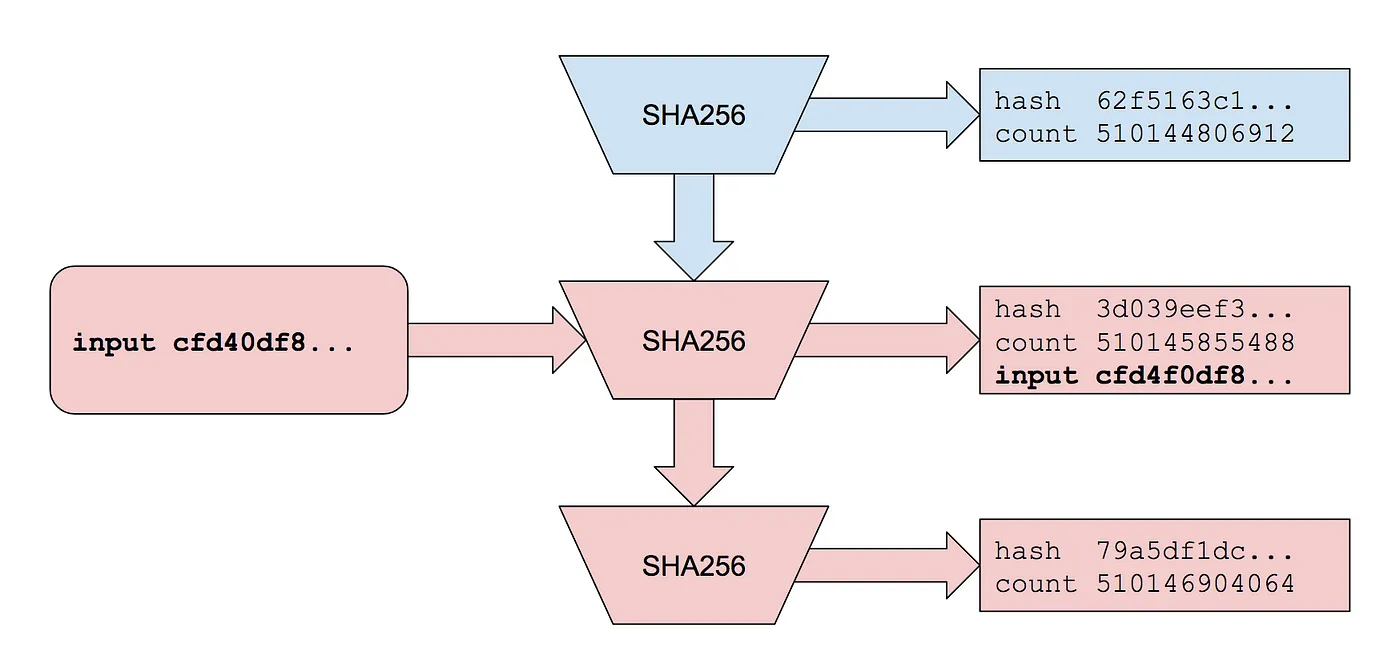 SHA256
hash 62f5163c1...
count 510144806912
input cfd40df8...
SHA256
hash 3d039eef3...
count 510145855488
input cfd4f0df8...
SHA256
hash 79a5df1dc...
count 510146904064